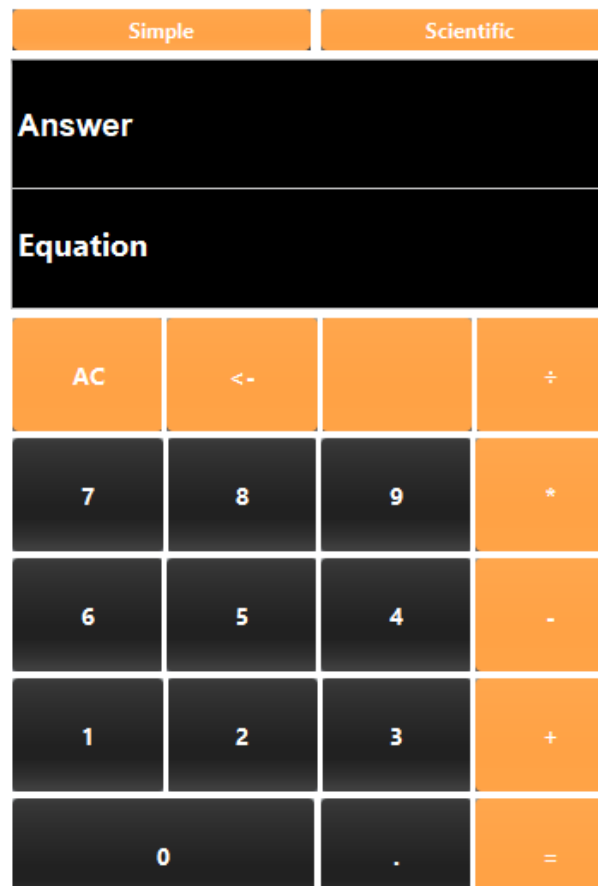 Simple Scientific
Answer
Equation
AC <- ÷
7 8 9 *
6 5 4 -
1 2 3 +
0 . =